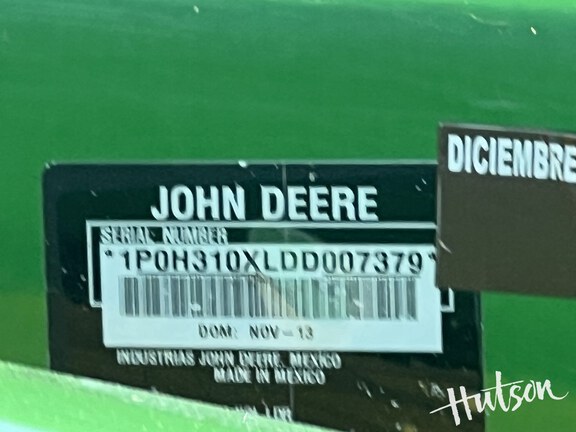 DICIEMBRE
JOHN DEERE
SERIAL NUMBER
*1P0H310XLDD007379*
DOM: NOV-13
INDUSTRIAS JOHN DEERE, MEXICO
MADE IN MEXICO
Hutson